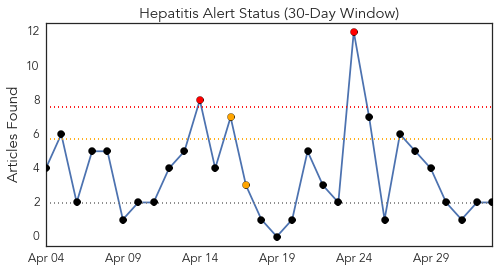 Hepatitis Alert Status (30-Day Window)
Articles Found
12
10
8
6
4
2
0
Apr 04
Apr 09
Apr 14
Apr 19
Apr 24
Apr 29